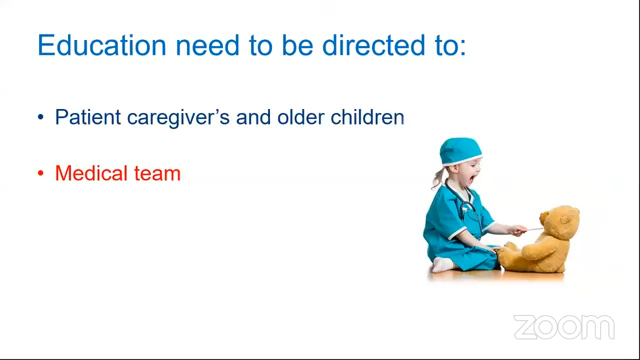 Education need to be directed to:
• Patient caregiver's and older children
• Medical team
zoom